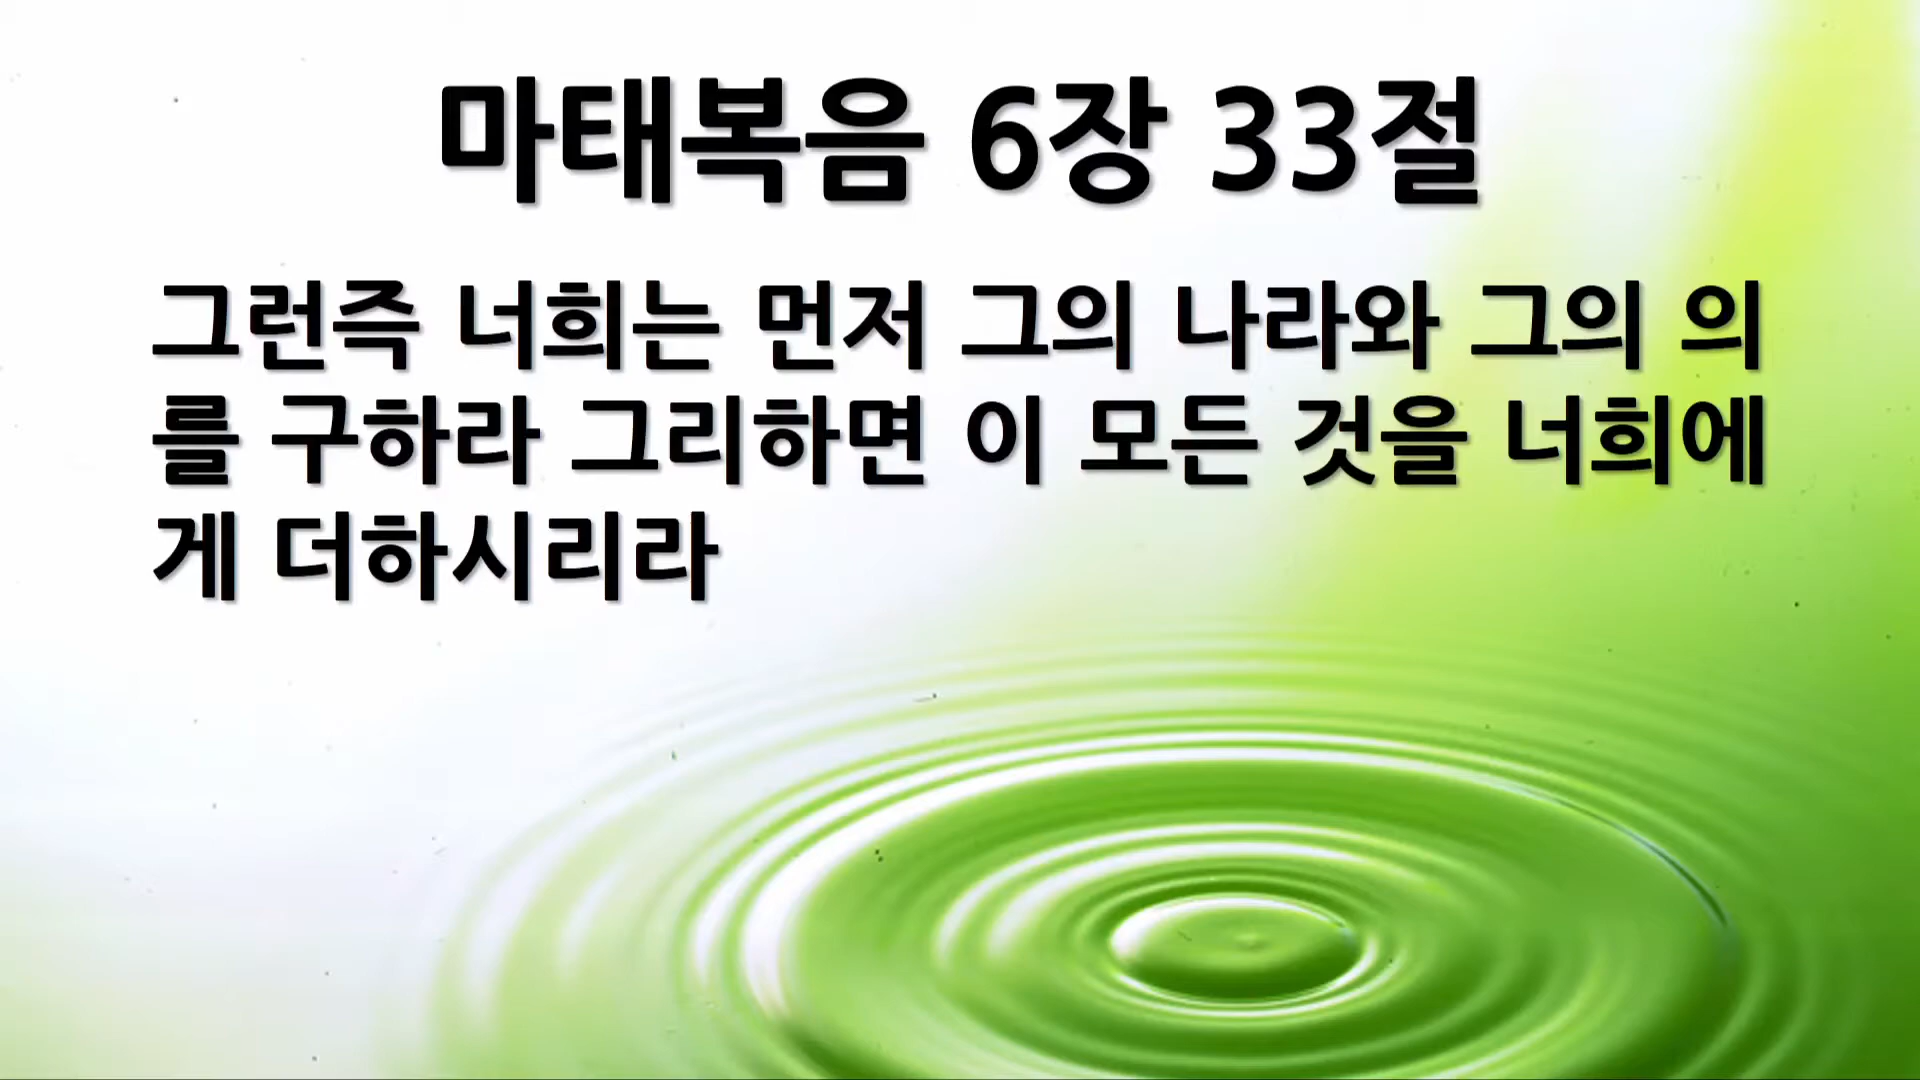 마태복음 6장 33절
그런즉 너희는 먼저 그의 나라와 그의 의
를 구하라 그리하면 이 모든 것을 너희에
게 더하시리라